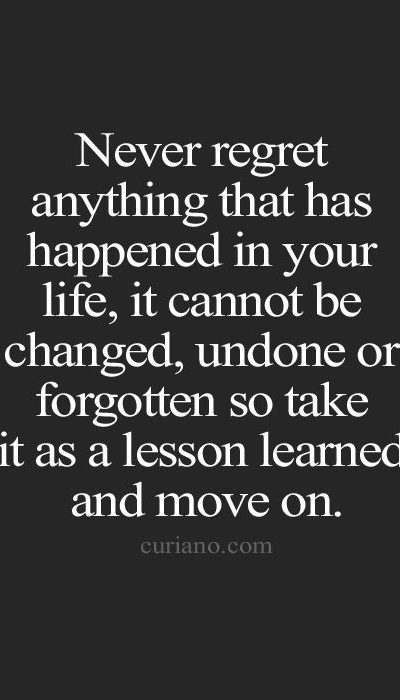 Never regret
anything that has
happened in your
life, it cannot be
changed, undone or
forgotten so take
it as a lesson learned
and move on.
curiano.com